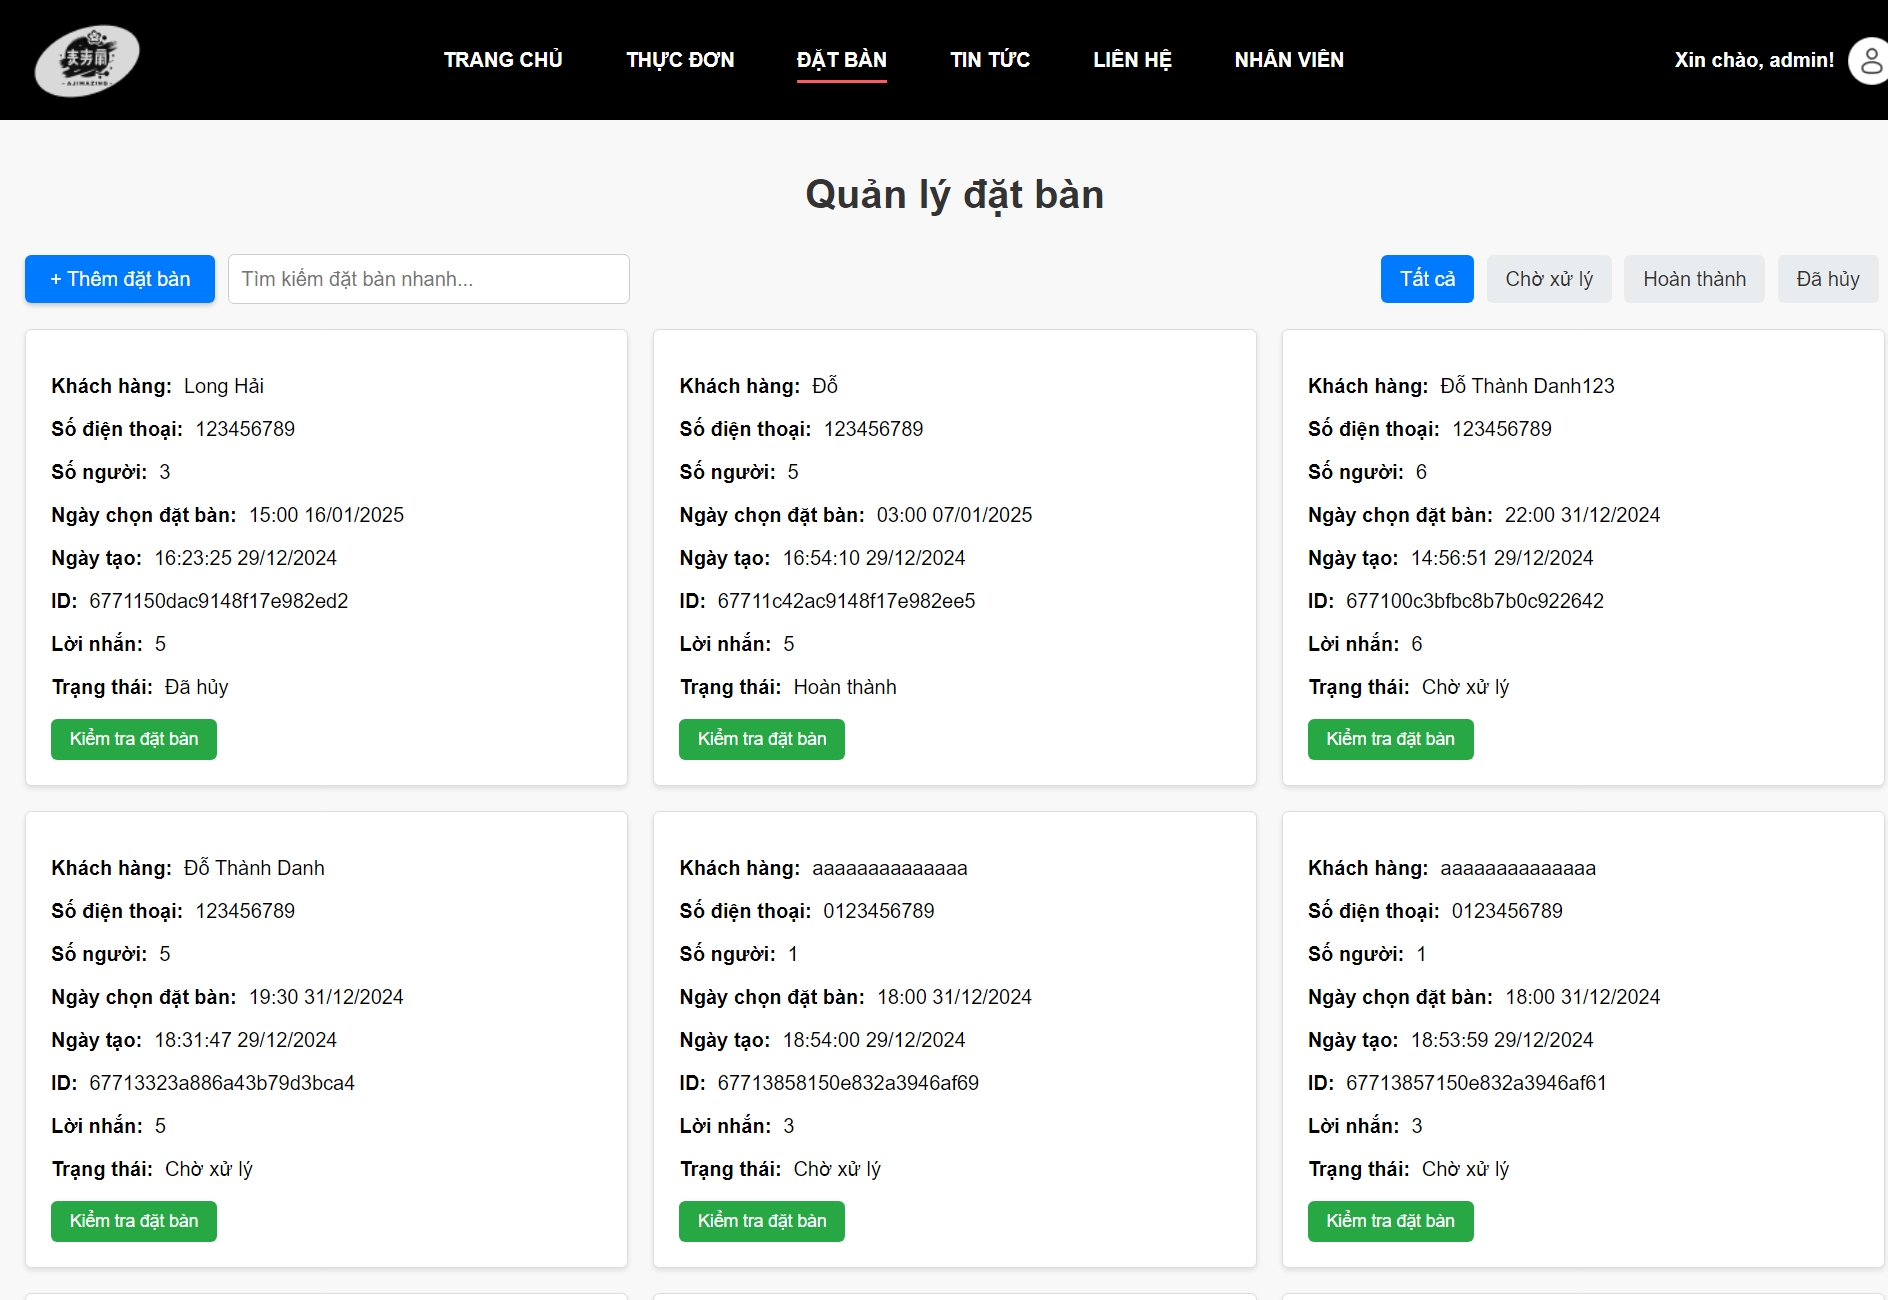 AJIMAZING
TRANG CHỦ THỰC ĐƠN ĐẶT BÀN TIN TỨC LIÊN HỆ NHÂN VIÊN Xin chào, admin!
Quản lý đặt bàn
+ Thêm đặt bàn Tìm kiếm đặt bàn nhanh... Tất cả Chờ xử lý Hoàn thành Đã hủy
Khách hàng: Long Hải
Số điện thoại: 123456789
Số người: 3
Ngày chọn đặt bàn: 15:00 16/01/2025
Ngày tạo: 16:23:25 29/12/2024
ID: 6771150dac9148f17e982ed2
Lời nhắn: 5
Trạng thái: Đã hủy
Kiểm tra đặt bàn
Khách hàng: Đỗ
Số điện thoại: 123456789
Số người: 5
Ngày chọn đặt bàn: 03:00 07/01/2025
Ngày tạo: 16:54:10 29/12/2024
ID: 67711c42ac9148f17e982ee5
Lời nhắn: 5
Trạng thái: Hoàn thành
Kiểm tra đặt bàn
Khách hàng: Đỗ Thành Danh123
Số điện thoại: 123456789
Số người: 6
Ngày chọn đặt bàn: 22:00 31/12/2024
Ngày tạo: 14:56:51 29/12/2024
ID: 677100c3bfbc8b7b0c922642
Lời nhắn: 6
Trạng thái: Chờ xử lý
Kiểm tra đặt bàn
Khách hàng: Đỗ Thành Danh
Số điện thoại: 123456789
Số người: 5
Ngày chọn đặt bàn: 19:30 31/12/2024
Ngày tạo: 18:31:47 29/12/2024
ID: 67713323a886a43b79d3bca4
Lời nhắn: 5
Trạng thái: Chờ xử lý
Kiểm tra đặt bàn
Khách hàng: aaaaaaaaaaaaaa
Số điện thoại: 0123456789
Số người: 1
Ngày chọn đặt bàn: 18:00 31/12/2024
Ngày tạo: 18:54:00 29/12/2024
ID: 67713858150e832a3946af69
Lời nhắn: 3
Trạng thái: Chờ xử lý
Kiểm tra đặt bàn
Khách hàng: aaaaaaaaaaaaaa
Số điện thoại: 0123456789
Số người: 1
Ngày chọn đặt bàn: 18:00 31/12/2024
Ngày tạo: 18:53:59 29/12/2024
ID: 67713857150e832a3946af61
Lời nhắn: 3
Trạng thái: Chờ xử lý
Kiểm tra đặt bàn